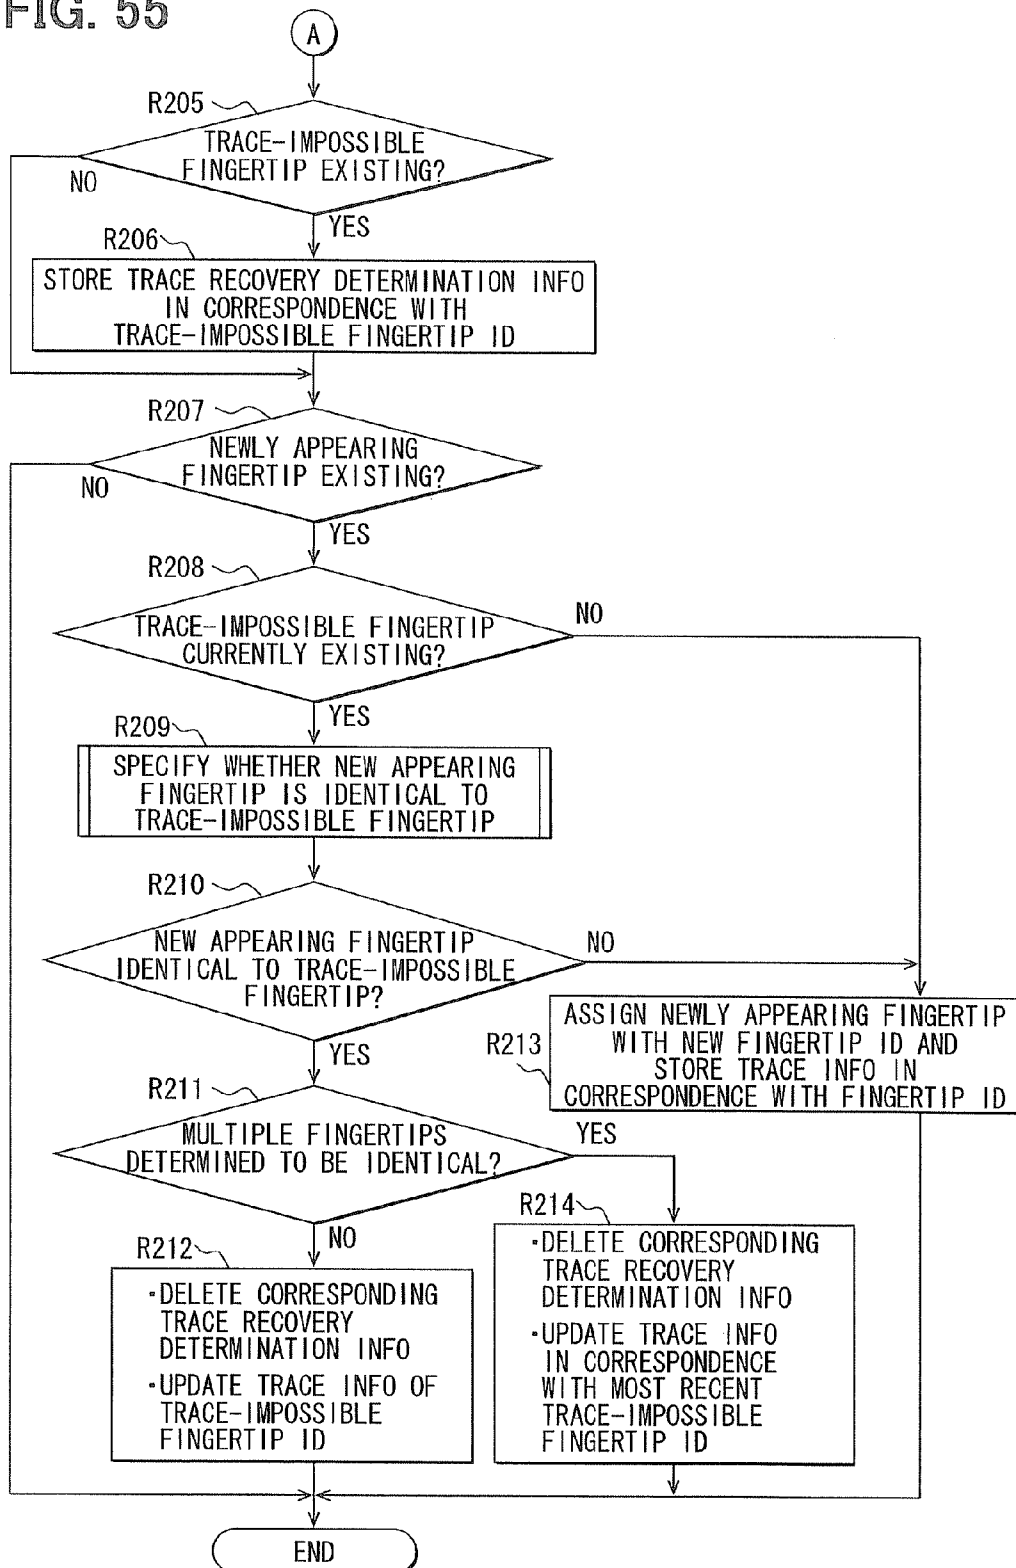 FIG. 55
A
R205
TRACE-IMPOSSIBLE
FINGERTIP EXISTING?
NO
YES
R206
STORE TRACE RECOVERY DETERMINATION INFO
IN CORRESPONDENCE WITH
TRACE-IMPOSSIBLE FINGERTIP ID
R207
NEWLY APPEARING
FINGERTIP EXISTING?
NO
YES
R208
TRACE-IMPOSSIBLE FINGERTIP
CURRENTLY EXISTING?
NO
YES
R209
SPECIFY WHETHER NEW APPEARING
FINGERTIP IS IDENTICAL TO
TRACE-IMPOSSIBLE FINGERTIP
R210
NEW APPEARING FINGERTIP
IDENTICAL TO TRACE-IMPOSSIBLE
FINGERTIP?
NO
YES
R213
ASSIGN NEWLY APPEARING FINGERTIP
WITH NEW FINGERTIP ID AND
STORE TRACE INFO IN
CORRESPONDENCE WITH FINGERTIP ID
R211
MULTIPLE FINGERTIPS
DETERMINED TO BE IDENTICAL?
YES
NO
R212
·DELETE CORRESPONDING
TRACE RECOVERY
DETERMINATION INFO
·UPDATE TRACE INFO OF
TRACE-IMPOSSIBLE
FINGERTIP ID
R214
·DELETE CORRESPONDING
TRACE RECOVERY
DETERMINATION INFO
·UPDATE TRACE INFO
IN CORRESPONDENCE
WITH MOST RECENT
TRACE-IMPOSSIBLE
FINGERTIP ID
END